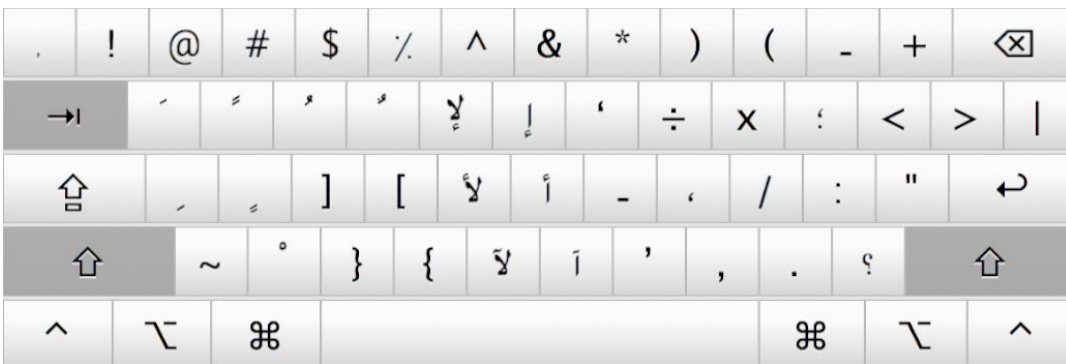 , ! @ # $ ٪ ^ & * ) ( _ +
َ ً ُ ٌ لإ إ ‘ ÷ x ؛ < > |
ِ ٍ ] [ لأ أ ـ ، / : "
~ ْ } { لآ آ ’ , . ؟
^ ⌥ ⌘ ⌘ ⌥ ^